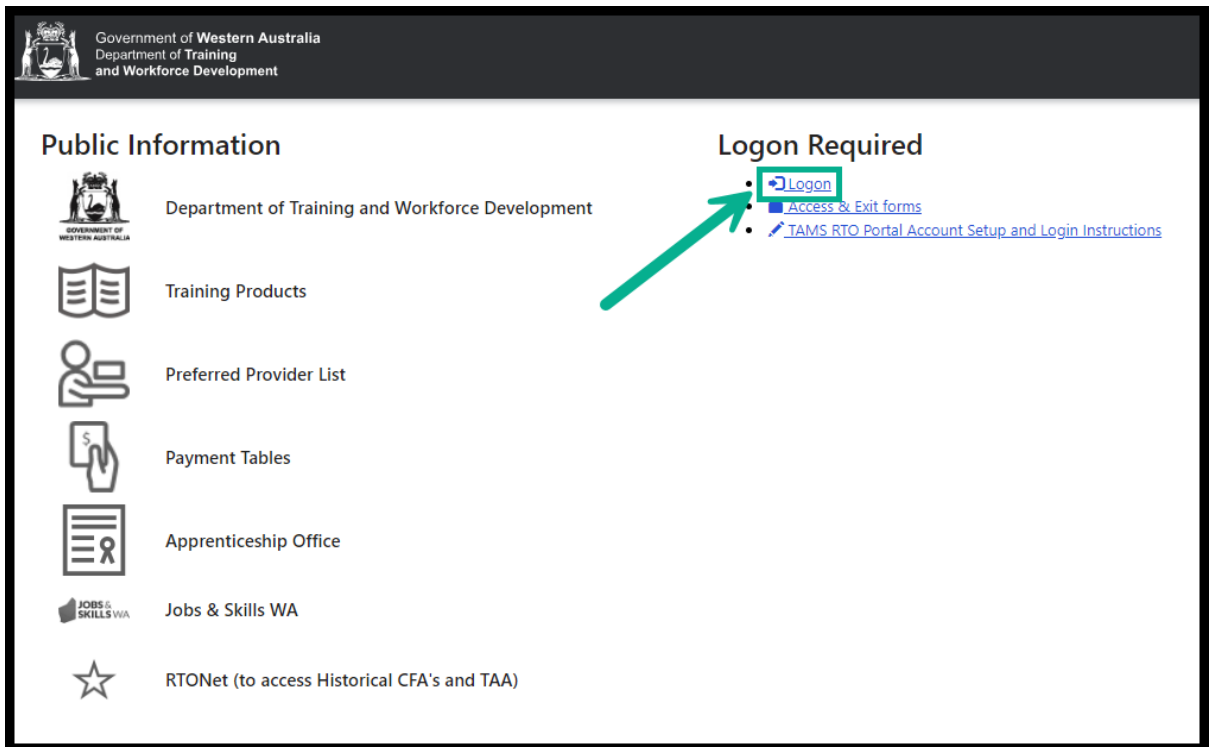 Government of Western Australia
Department of Training
and Workforce Development
Public Information
GOVERNMENT OF
WESTERN AUSTRALIA
Department of Training and Workforce Development
Training Products
Preferred Provider List
$
Payment Tables
Apprenticeship Office
JOBS &
SKILLS WA
Jobs & Skills WA
RTONet (to access Historical CFA's and TAA)
Logon Required
Logon
Access & Exit forms
TAMS RTO Portal Account Setup and Login Instructions